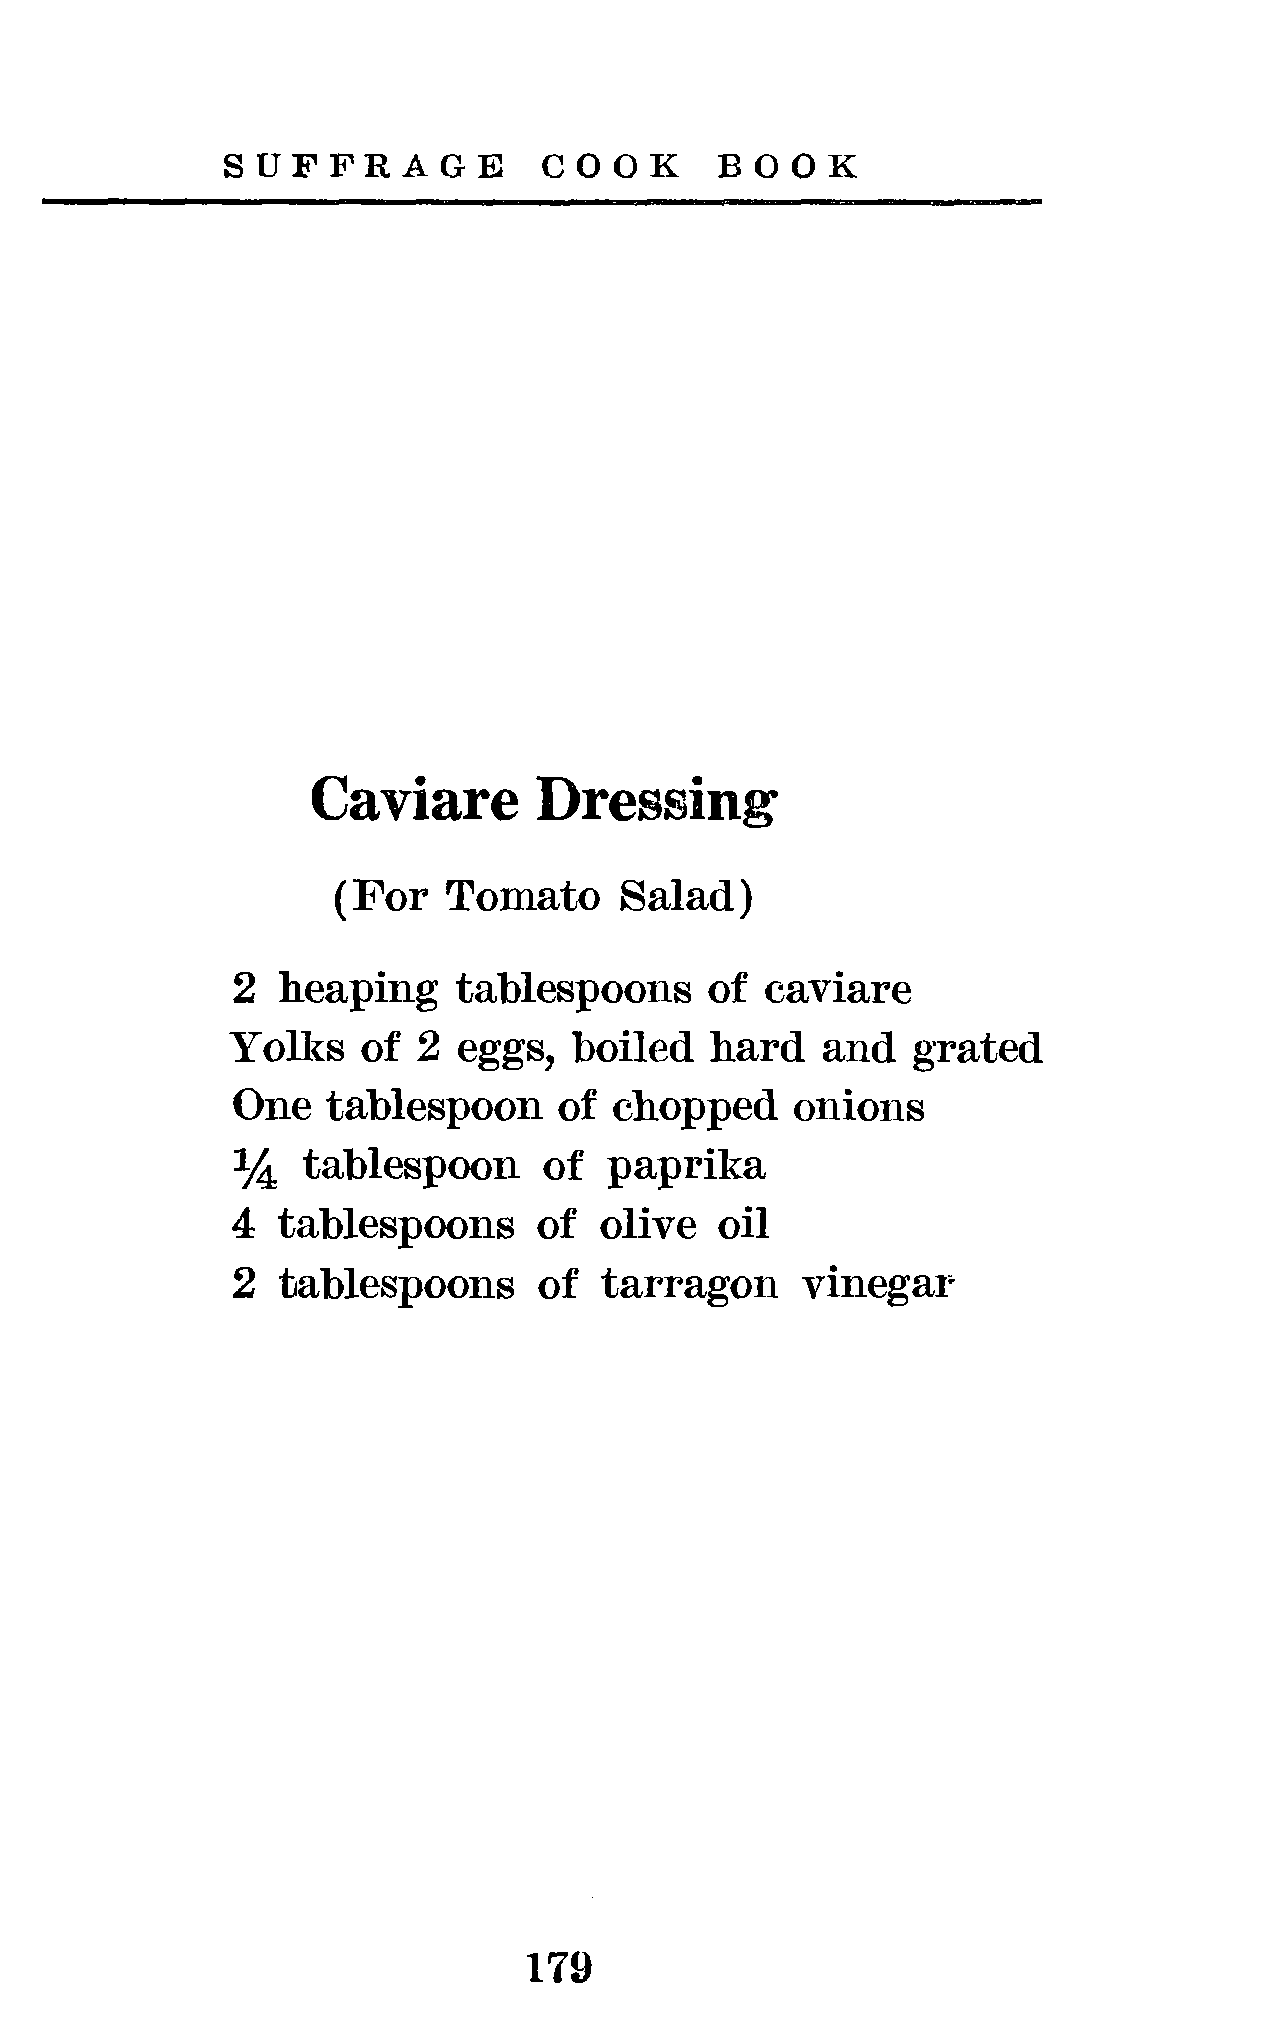 SUFFRAGE COOK BOOK
Caviare Dressing
(For Tomato Salad)
2 heaping tablespoons of caviare
Yolks of 2 eggs, boiled hard and grated
One tablespoon of chopped onions
¼ tablespoon of paprika
4 tablespoons of olive oil
2 tablespoons of tarragon vinegar
179